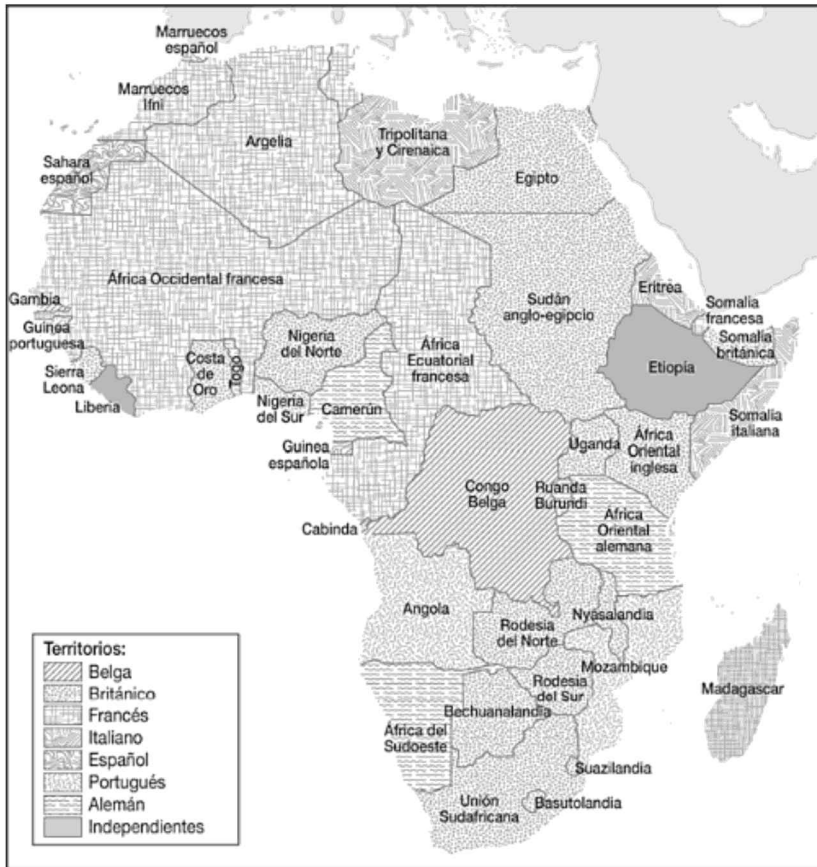 Marruecos
español
Marruecos
Ifni
Argelia
Tripolitana
y Cirenaica
Egipto
Sahara
español
África Occidental francesa
Gambia
Guinea
portuguesa
Sierra
Leona
Liberia
Costa
de
Oro
Togo
Nigeria
del Norte
Nigeria
del Sur
Camerún
Guinea
española
África
Ecuatorial
francesa
Sudán
anglo-egipcio
Eritrea
Somalia
francesa
Somalia
británica
Etiopía
Somalia
italiana
Uganda
África
Oriental
inglesa
Congo
Belga
Ruanda
Burundi
África
Oriental
alemana
Cabinda
Angola
Rodesia
del Norte
Nyasalandia
Mozambique
Rodesia
del Sur
Madagascar
Bechuanalandia
África del
Sudoeste
Suazilandia
Unión
Sudafricana
Basutolandia
Territorios:
Belga
Británico
Francés
Italiano
Español
Portugués
Alemán
Independientes